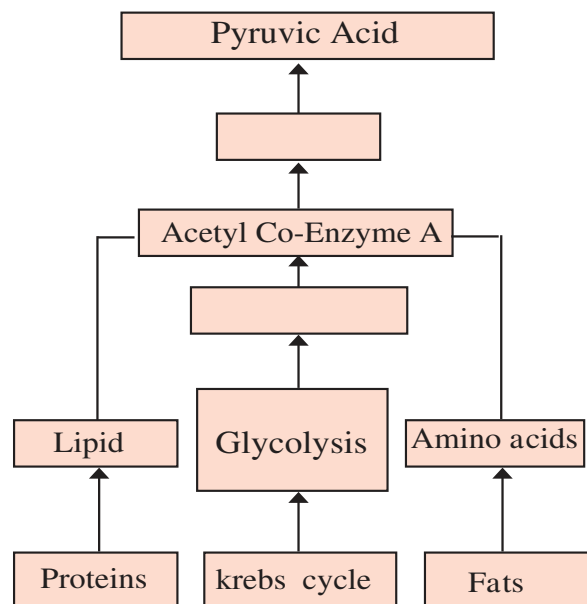 Pyruvic Acid
Acetyl Co-Enzyme A
Lipid
Glycolysis
Amino acids
Proteins
krebs cycle
Fats